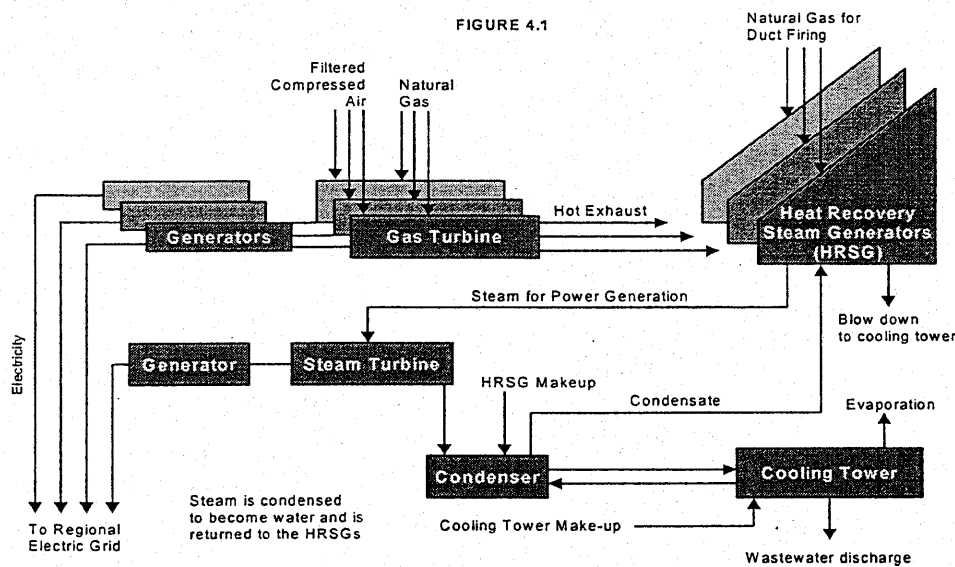 FIGURE 4.1
Natural Gas for
Duct Firing
Filtered
Compressed
Air
Natural
Gas
Hot Exhaust
Generators
Gas Turbine
Heat Recovery
Steam Generators
(HRSG)
Steam for Power Generation
Blow down
to cooling tower
Electricity
Generator
Steam Turbine
HRSG Makeup
Condensate
Evaporation
Condenser
Cooling Tower
Steam is condensed
to become water and is
returned to the HRSGs
To Regional
Electric Grid
Cooling Tower Make-up
Wastewater discharge